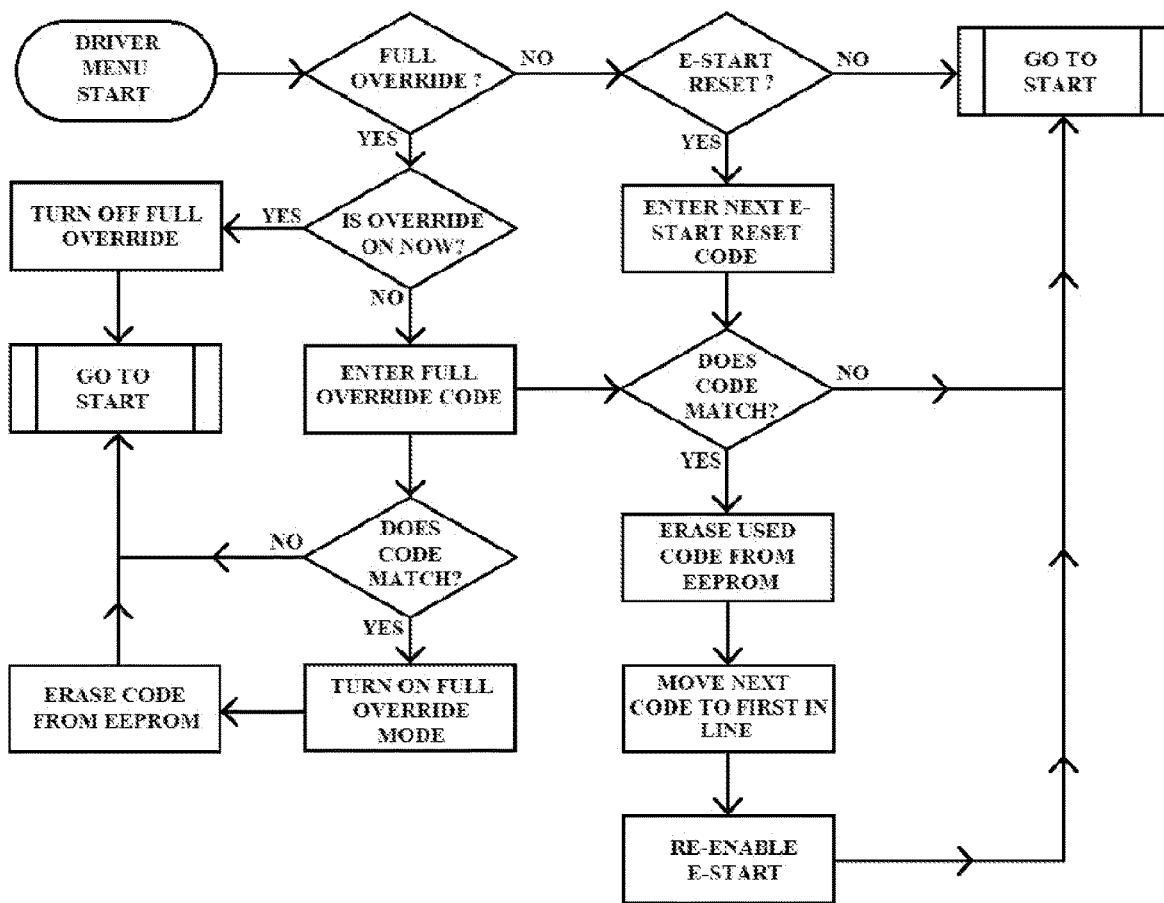 DRIVER
MENU
START
FULL
OVERRIDE ?
NO
E-START
RESET ?
NO
GO TO
START
YES
YES
TURN OFF FULL
OVERRIDE
YES
IS OVERRIDE
ON NOW?
ENTER NEXT E-
START RESET
CODE
NO
GO TO
START
ENTER FULL
OVERRIDE CODE
DOES
CODE
MATCH?
NO
YES
NO
DOES
CODE
MATCH?
ERASE USED
CODE FROM
EEPROM
YES
ERASE CODE
FROM EEPROM
TURN ON FULL
OVERRIDE
MODE
MOVE NEXT
CODE TO FIRST IN
LINE
RE-ENABLE
E-START